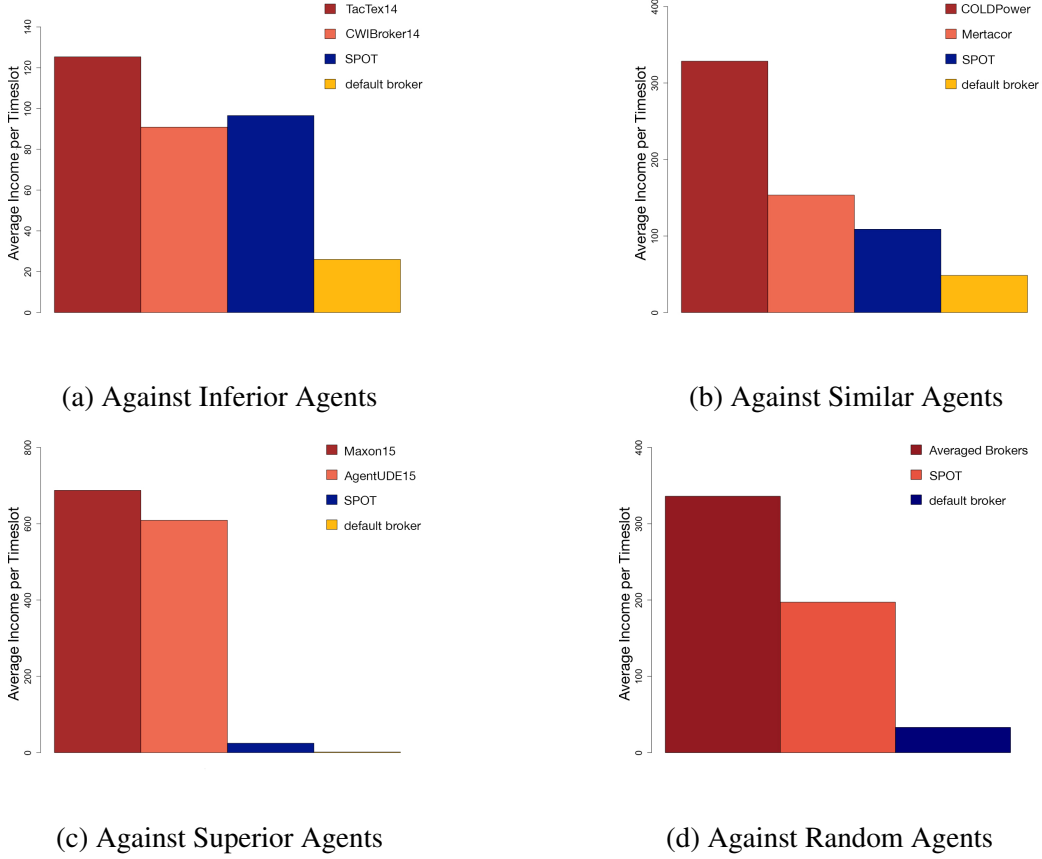 TacTex14
CWIBroker14
SPOT
default broker
Average Income per Timeslot
0
20
40
60
80
100
120
140
(a) Against Inferior Agents
COLDPower
Mertacor
SPOT
default broker
Average Income per Timeslot
0
100
200
300
400
(b) Against Similar Agents
Maxon15
AgentUDE15
SPOT
default broker
Average Income per Timeslot
0
200
400
600
800
(c) Against Superior Agents
Averaged Brokers
SPOT
default broker
Average Income per Timeslot
0
100
200
300
400
(d) Against Random Agents